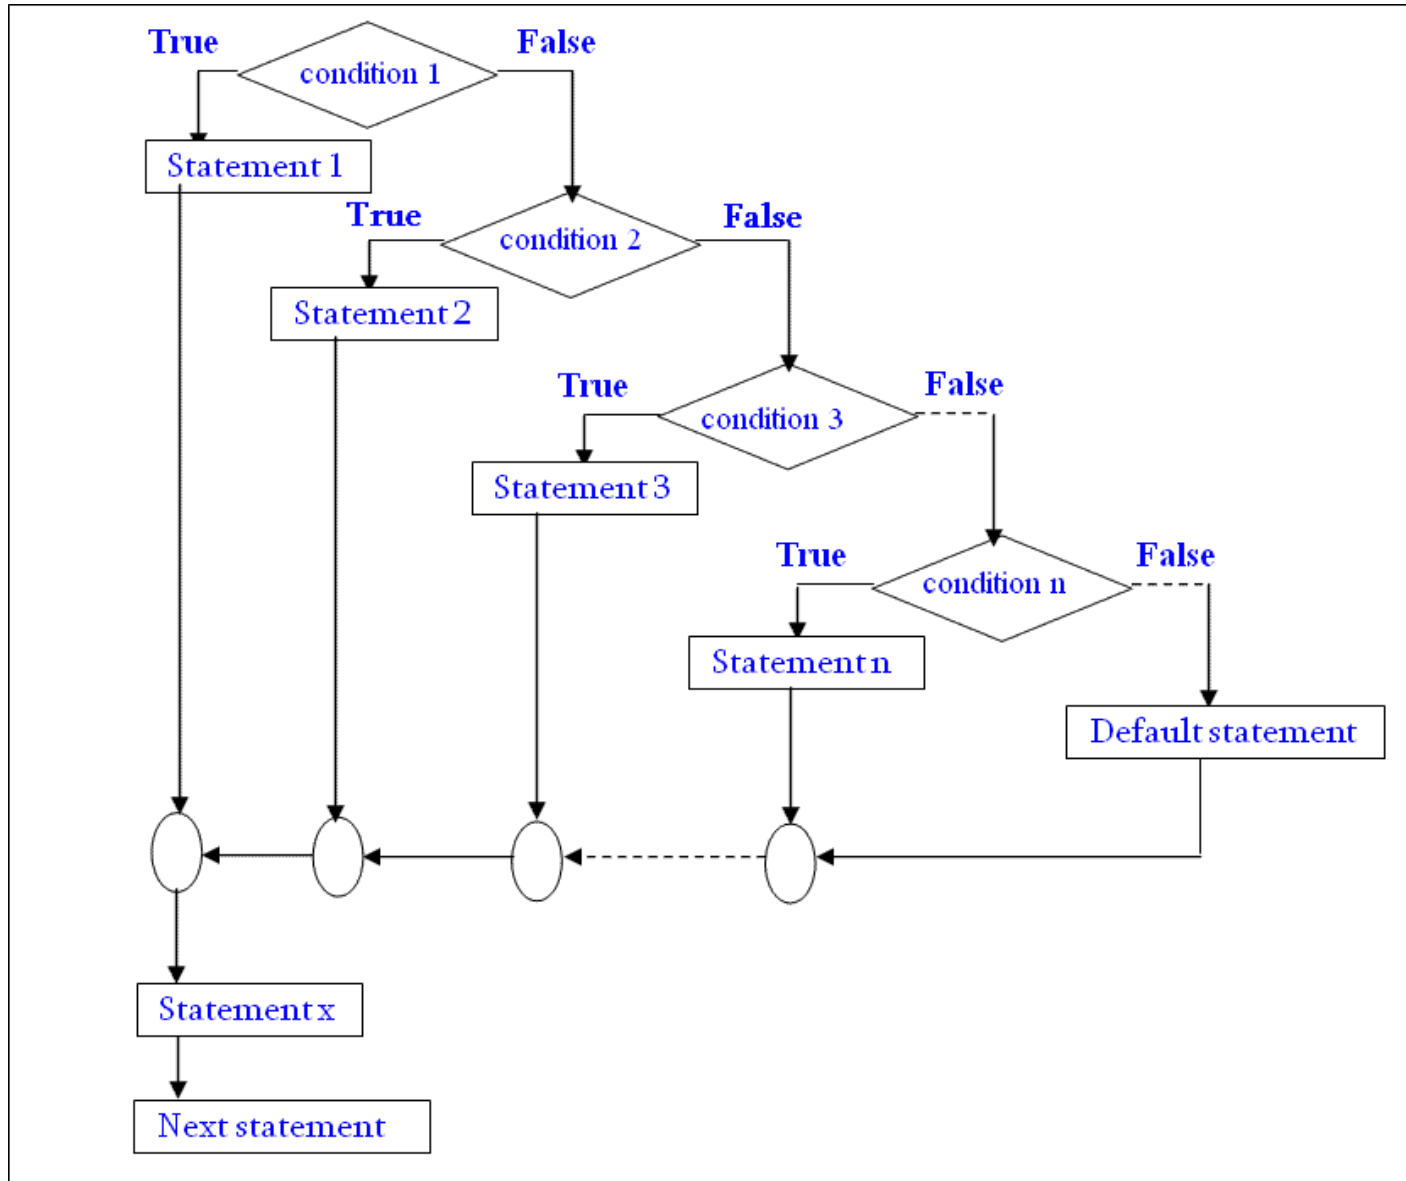 True
False
condition 1
Statement 1
True
False
condition 2
Statement 2
True
False
condition 3
Statement 3
True
False
condition n
Statement n
Default statement
Statement x
Next statement